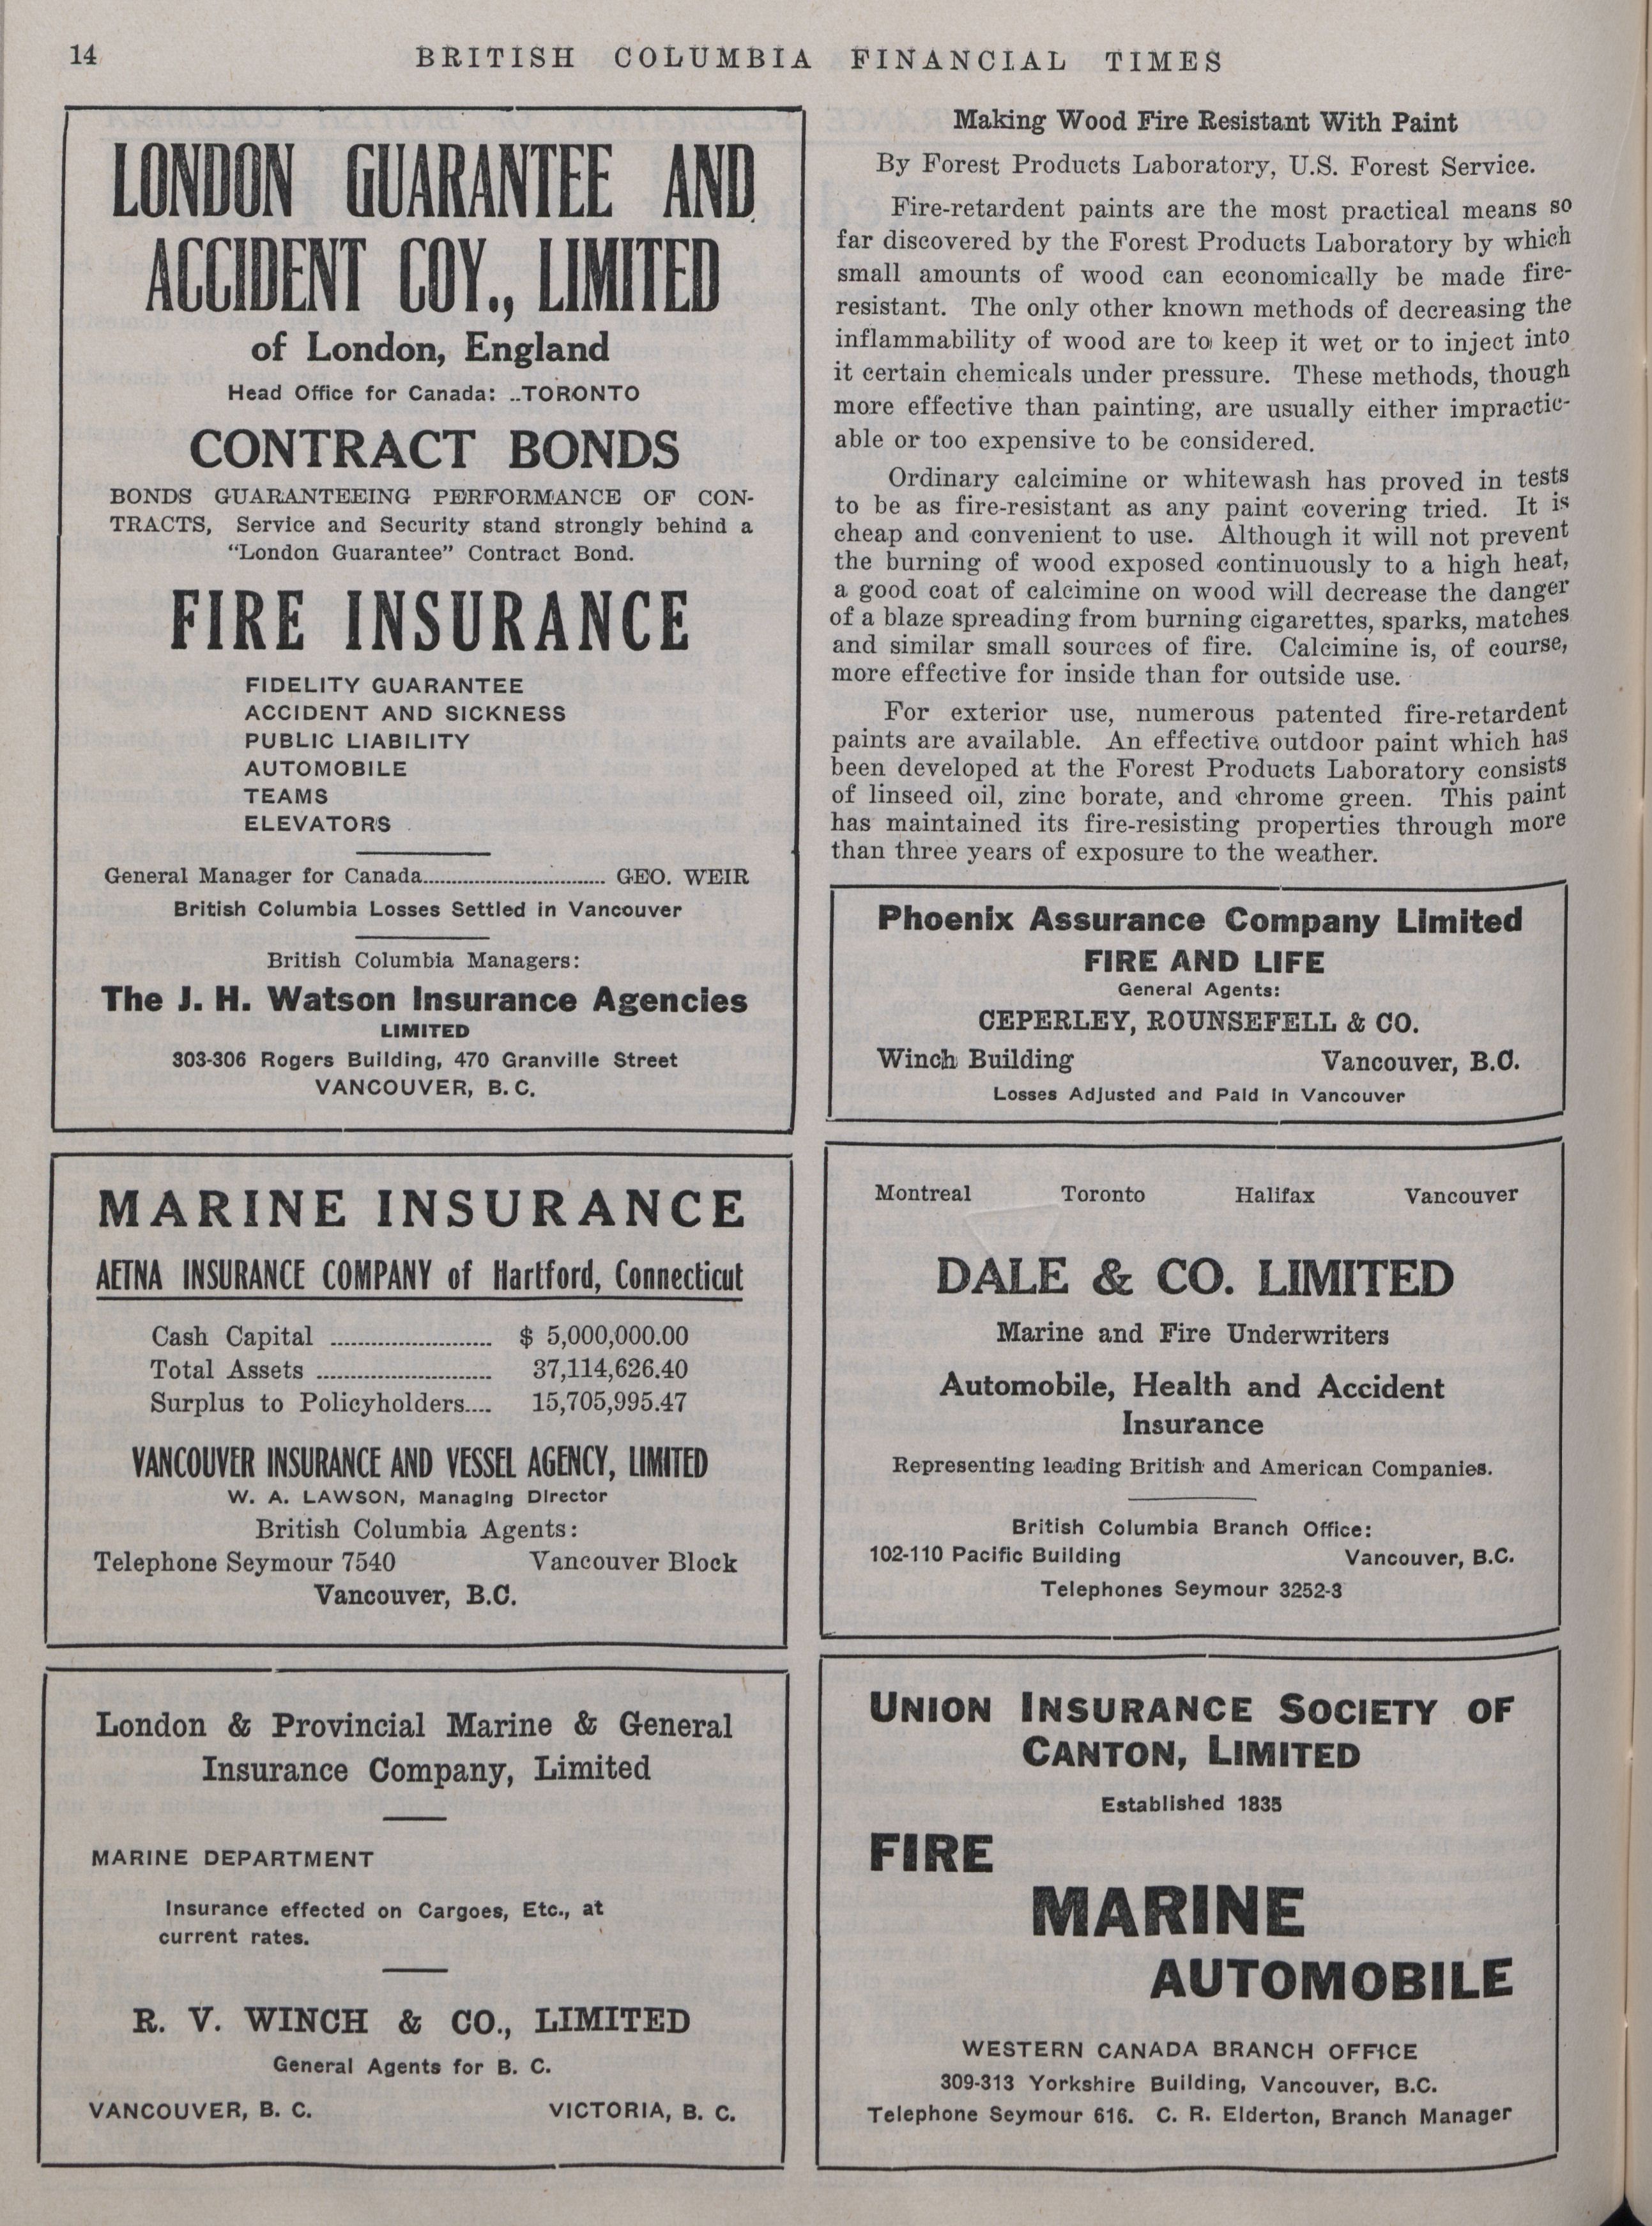 14
BRITISH COLUMBIA FINANCIAL TIMES
LONDON GUARANTEE AND
ACCIDENT COY., LIMITED
of London, England
Head Office for Canada: ..TORONTO
CONTRACT BONDS
BONDS GUARANTEEING PERFORMANCE OF CON-
TRACTS, Service and Security stand strongly behind a
"London Guarantee" Contract Bond.
FIRE INSURANCE
FIDELITY GUARANTEE
ACCIDENT AND SICKNESS
PUBLIC LIABILITY
AUTOMOBILE
TEAMS
ELEVATORS
General Manager for Canada................................ GEO. WEIR
British Columbia Losses Settled in Vancouver
British Columbia Managers:
The J. H. Watson Insurance Agencies
LIMITED
303-306 Rogers Building, 470 Granville Street
VANCOUVER, B. C.
MARINE INSURANCE
AETNA INSURANCE COMPANY of Hartford, Connecticut
Cash Capital ........................ $ 5,000,000.00
Total Assets .......................... 37,114,626.40
Surplus to Policyholders.... 15,705,995.47
VANCOUVER INSURANCE AND VESSEL AGENCY, LIMITED
W. A. LAWSON, Managing Director
British Columbia Agents:
Telephone Seymour 7540 Vancouver Block
Vancouver, B.C.
London & Provincial Marine & General
Insurance Company, Limited
MARINE DEPARTMENT
Insurance effected on Cargoes, Etc., at
current rates.
R. V. WINCH & CO., LIMITED
General Agents for B. C.
VANCOUVER, B. C. VICTORIA, B. C.
Making Wood Fire Resistant With Paint
By Forest Products Laboratory, U.S. Forest Service.
Fire-retardent paints are the most practical means so
far discovered by the Forest Products Laboratory by which
small amounts of wood can economically be made fire-
resistant. The only other known methods of decreasing the
inflammability of wood are to keep it wet or to inject into
it certain chemicals under pressure. These methods, though
more effective than painting, are usually either impractic-
able or too expensive to be considered.
Ordinary calcimine or whitewash has proved in tests
to be as fire-resistant as any paint covering tried. It is
cheap and convenient to use. Although it will not prevent
the burning of wood exposed continuously to a high heat,
a good coat of calcimine on wood will decrease the danger
of a blaze spreading from burning cigarettes, sparks, matches
and similar small sources of fire. Calcimine is, of course,
more effective for inside than for outside use.
For exterior use, numerous patented fire-retardent
paints are available. An effective outdoor paint which has
been developed at the Forest Products Laboratory consists
of linseed oil, zinc borate, and chrome green. This paint
has maintained its fire-resisting properties through more
than three years of exposure to the weather.
Phoenix Assurance Company Limited
FIRE AND LIFE
General Agents:
CEPERLEY, ROUNSEFELL & CO.
Winch Building Vancouver, B.C.
Losses Adjusted and Paid in Vancouver
Montreal Toronto Halifax Vancouver
DALE & CO. LIMITED
Marine and Fire Underwriters
Automobile, Health and Accident
Insurance
Representing leading British and American Companies.
British Columbia Branch Office:
102-110 Pacific Building Vancouver, B.C.
Telephones Seymour 3252-3
UNION INSURANCE SOCIETY OF
CANTON, LIMITED
Established 1835
FIRE
MARINE
AUTOMOBILE
WESTERN CANADA BRANCH OFFICE
309-313 Yorkshire Building, Vancouver, B.C.
Telephone Seymour 616. C. R. Elderton, Branch Manager